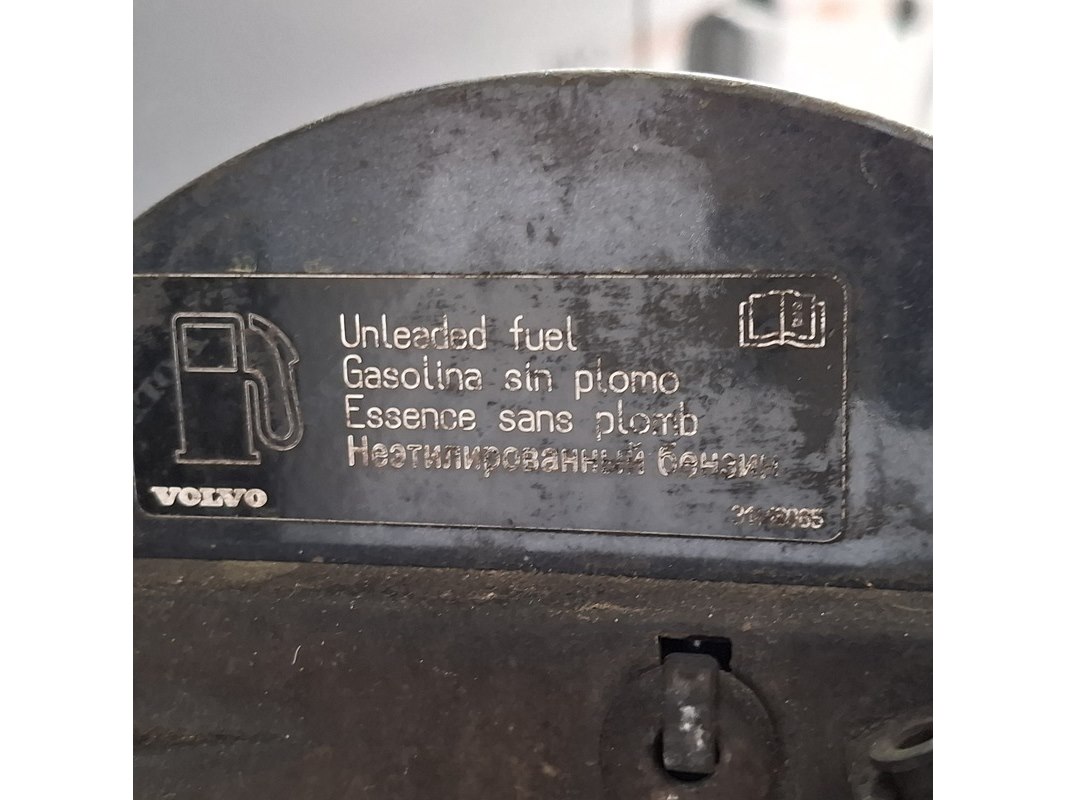 Unleaded fuel
Gasolina sin plomo
Essence sans plomb
Неэтилированный бензин
VOLVO